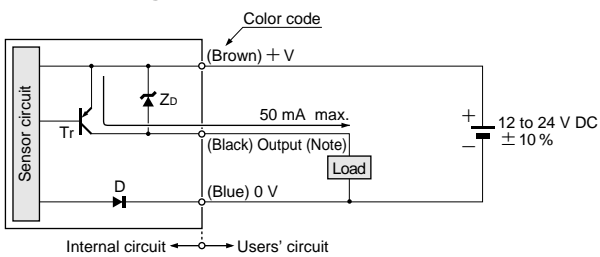 Color code
(Brown) + V
Sensor circuit
Tr
ZD
50 mA max.
(Black) Output (Note)
Load
+
−
12 to 24 V DC
± 10 %
D
(Blue) 0 V
Internal circuit
Users' circuit